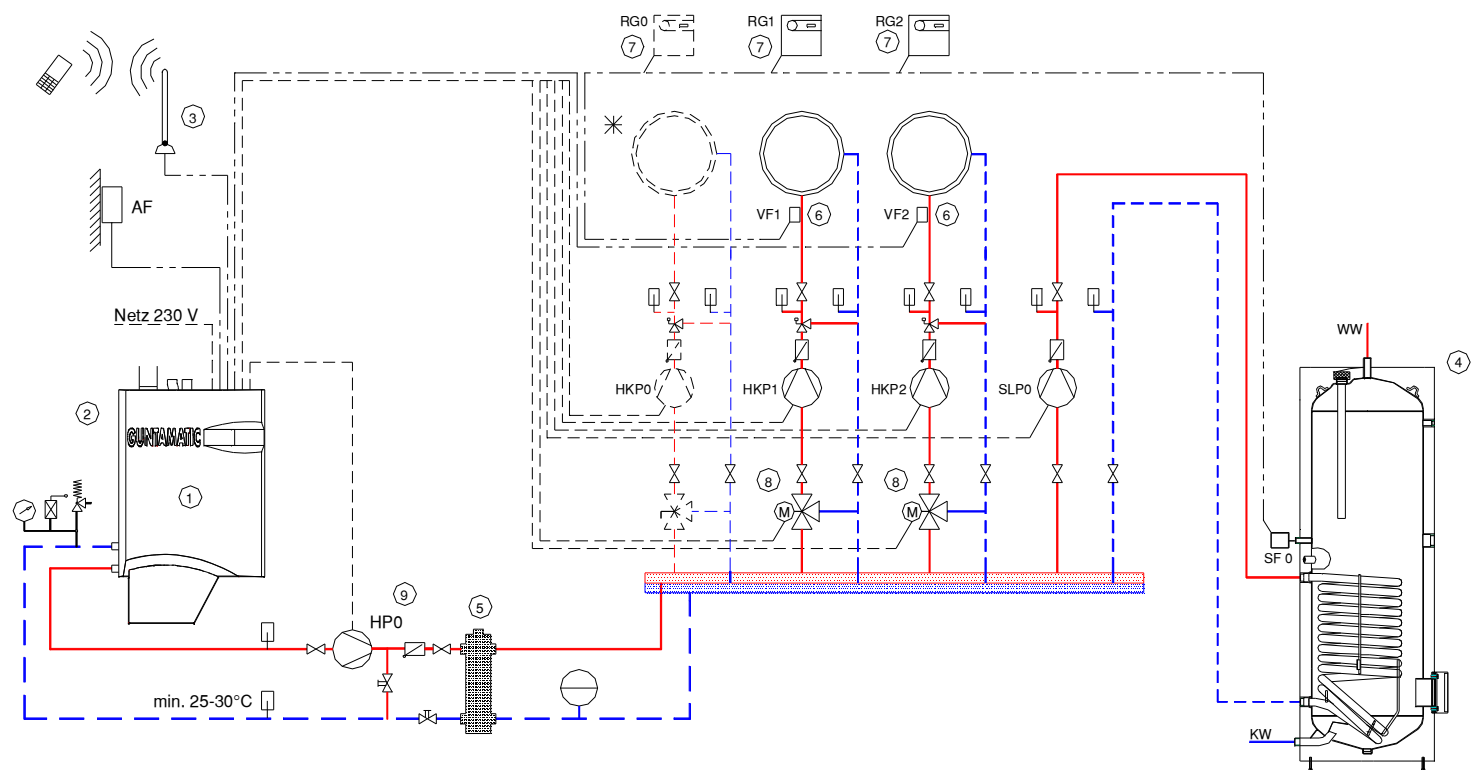 RG0
7
RG1
7
RG2
7
3
AF
VF1
6
VF2
6
Netz 230 V
WW
4
HKP0
HKP1
HKP2
SLP0
2
GUNTAMATIC
1
8
8
M
M
SF 0
9
5
HP0
min. 25-30°C
KW